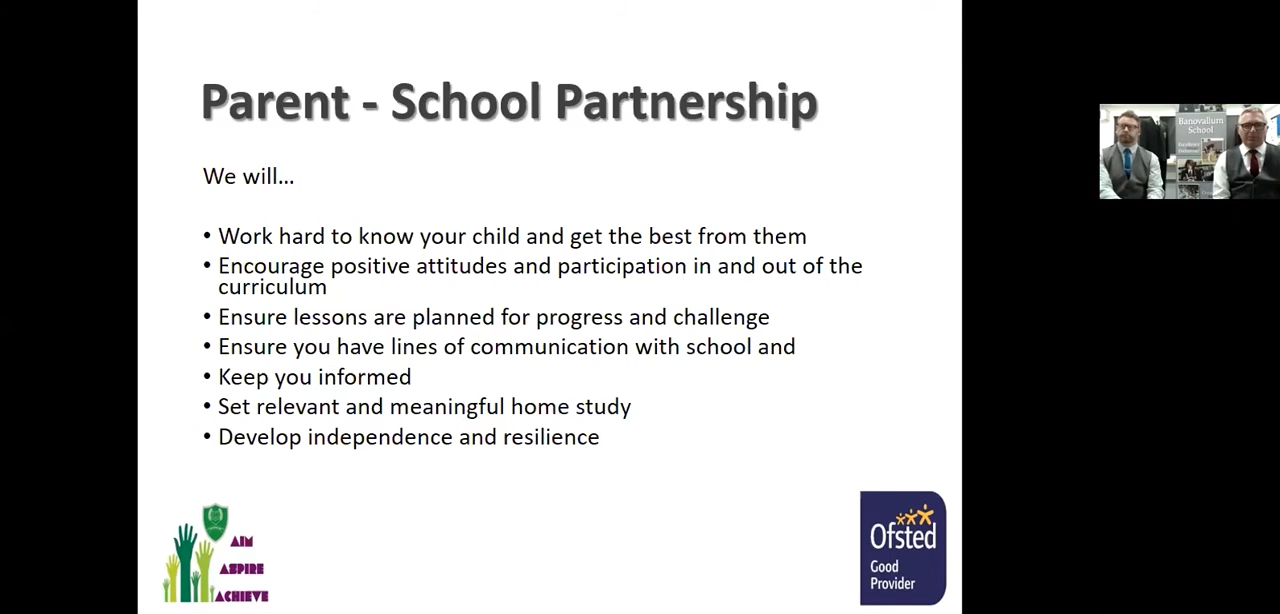 Parent - School Partnership
We will...
• Work hard to know your child and get the best from them
• Encourage positive attitudes and participation in and out of the
curriculum
• Ensure lessons are planned for progress and challenge
• Ensure you have lines of communication with school and
• Keep you informed
• Set relevant and meaningful home study
• Develop independence and resilience
AIM
ASPIRE
ACHIEVE
Ofsted
Good
Provider
Banovallum
School